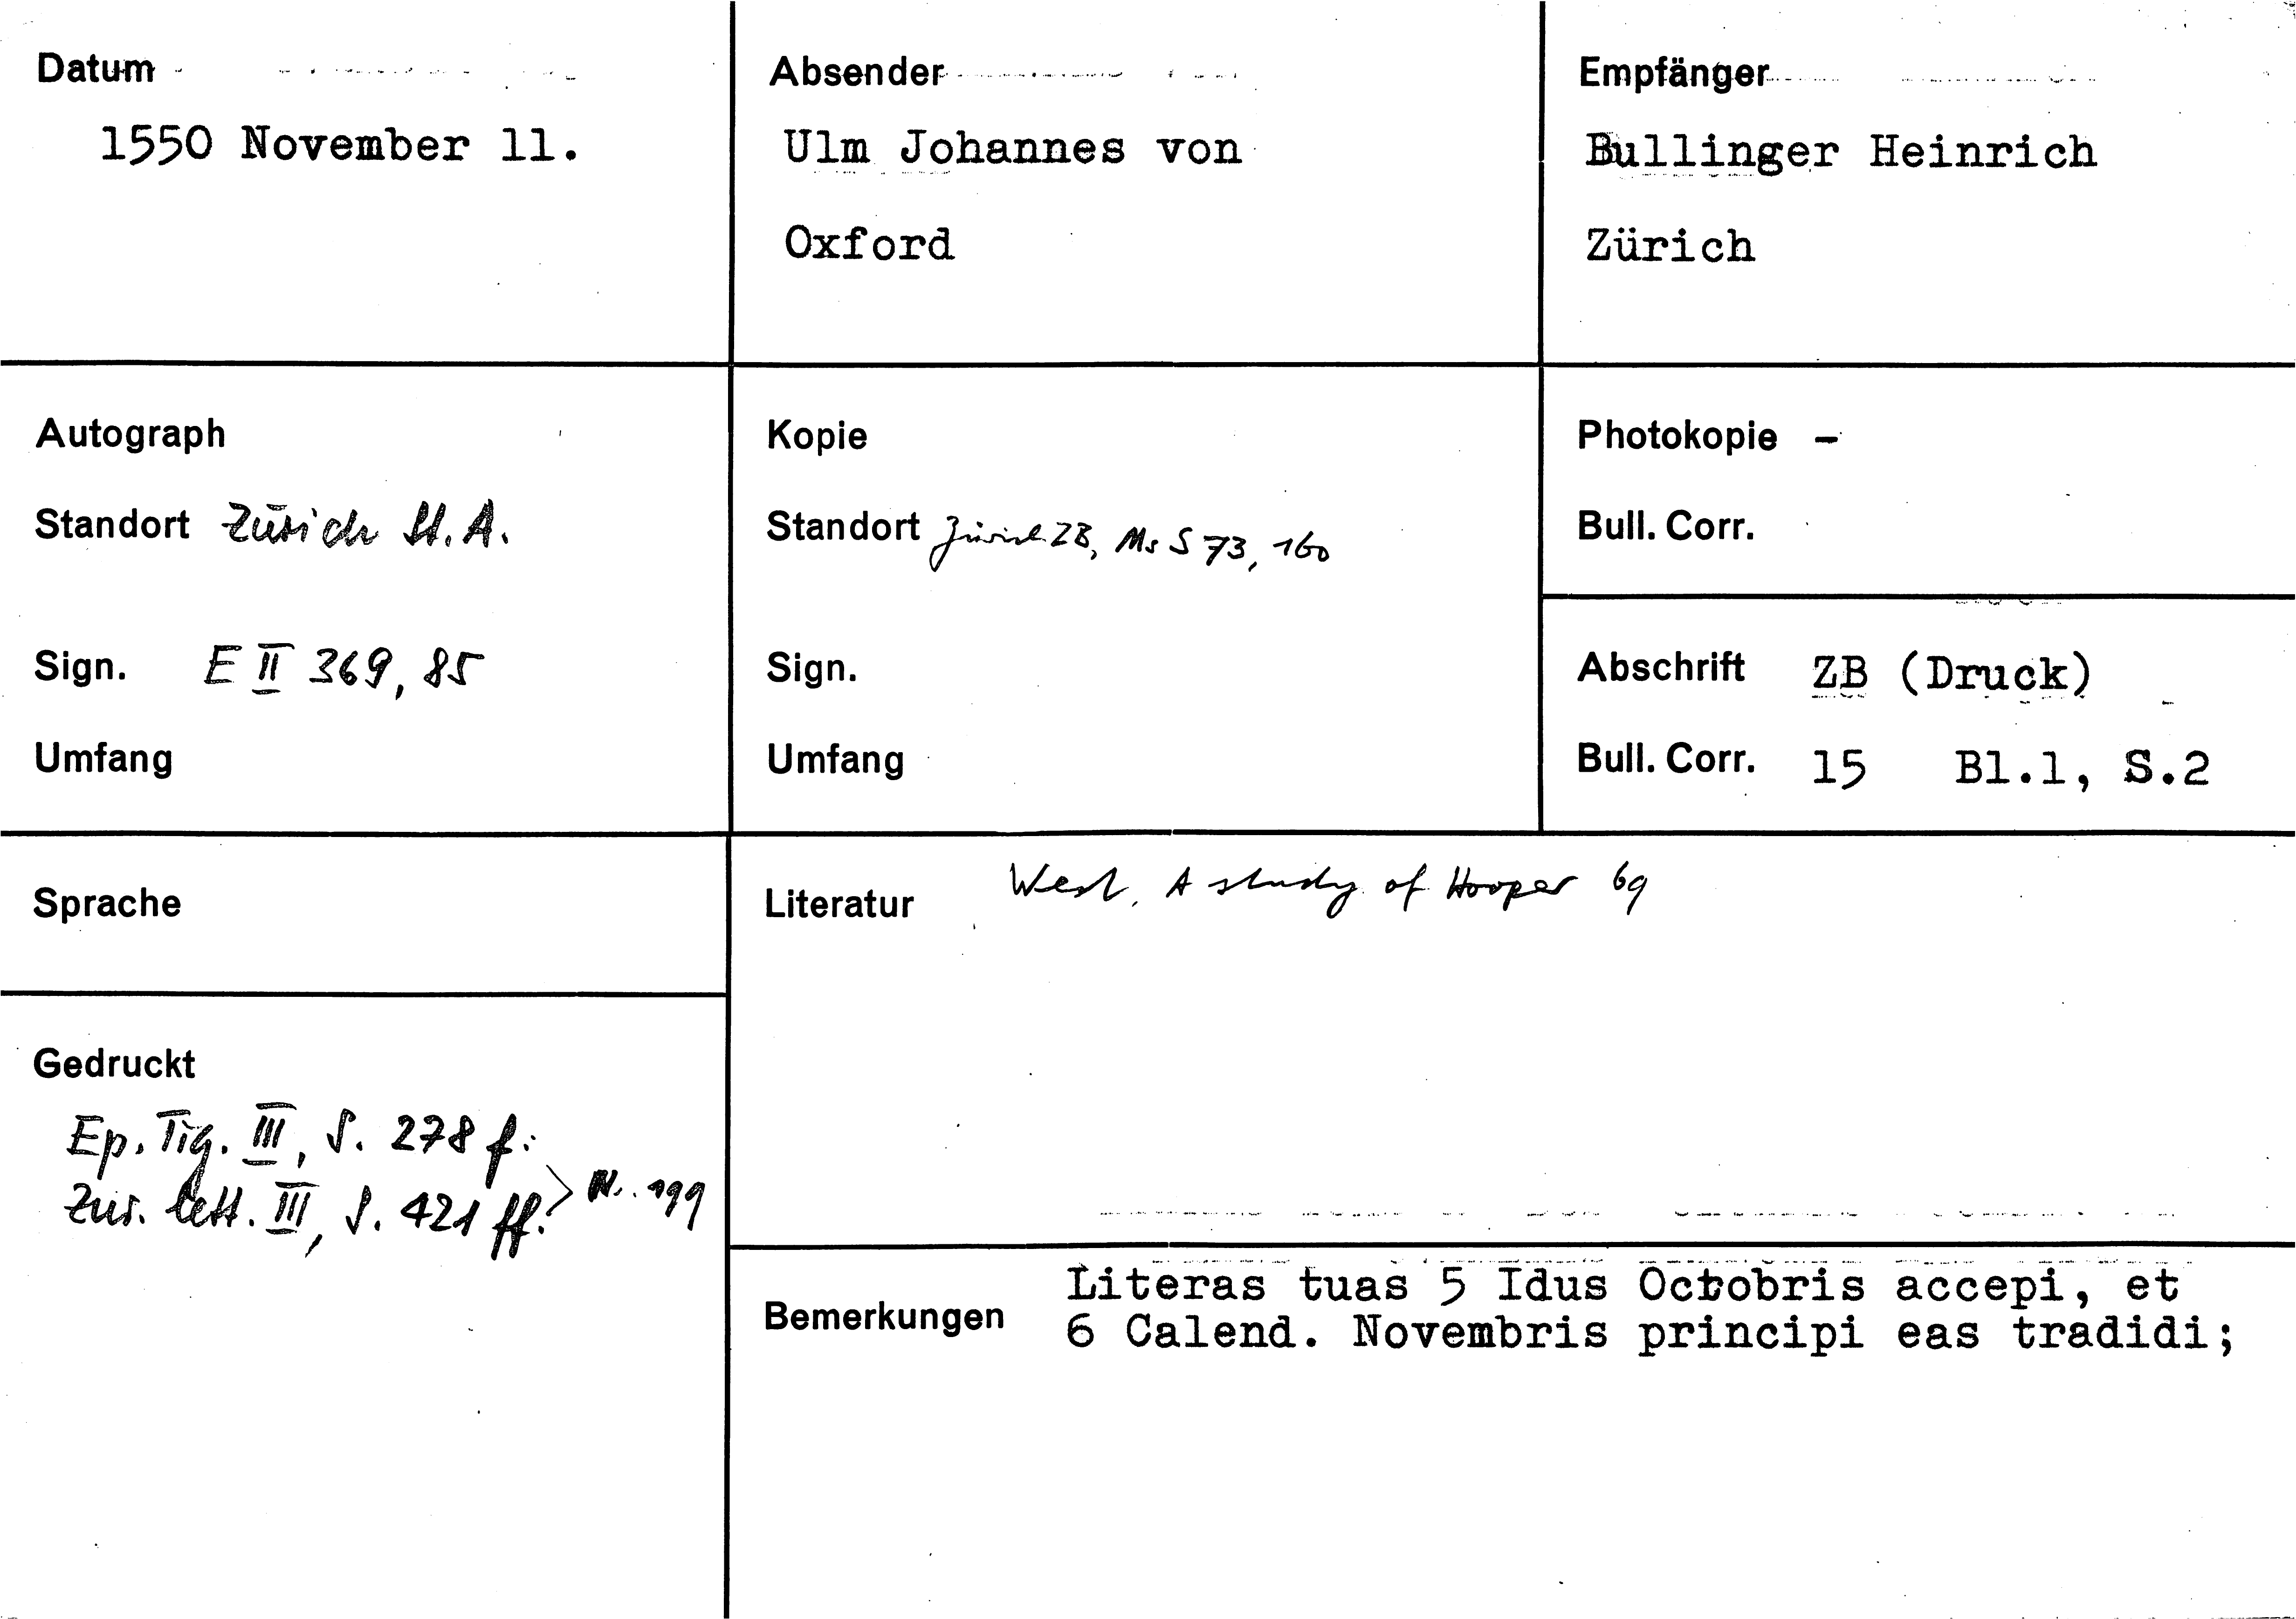 Datum
1550 November 11.
Absender
Ulm Johannes von
Oxford
Empfänger
Bullinger Heinrich
Zürich
Autograph
Standort Zürich St. A.
Sign. E II 369, 85
Umfang
Kopie
Standort Zürich ZB, Ms S 73, 160
Sign.
Umfang
Photokopie –
Bull. Corr.
Abschrift ZB (Druck)
Bull. Corr. 15 Bl.1, S.2
Sprache
Gedruckt
Ep. Tig. III, S. 278 f.
Zur. lett. III, S. 421 ff. > Nr. 199
Literatur West, A study of Hooper 69
Bemerkungen
Literas tuas 5 Idus Octobris accepi, et
6 Calend. Novembris principi eas tradidi;